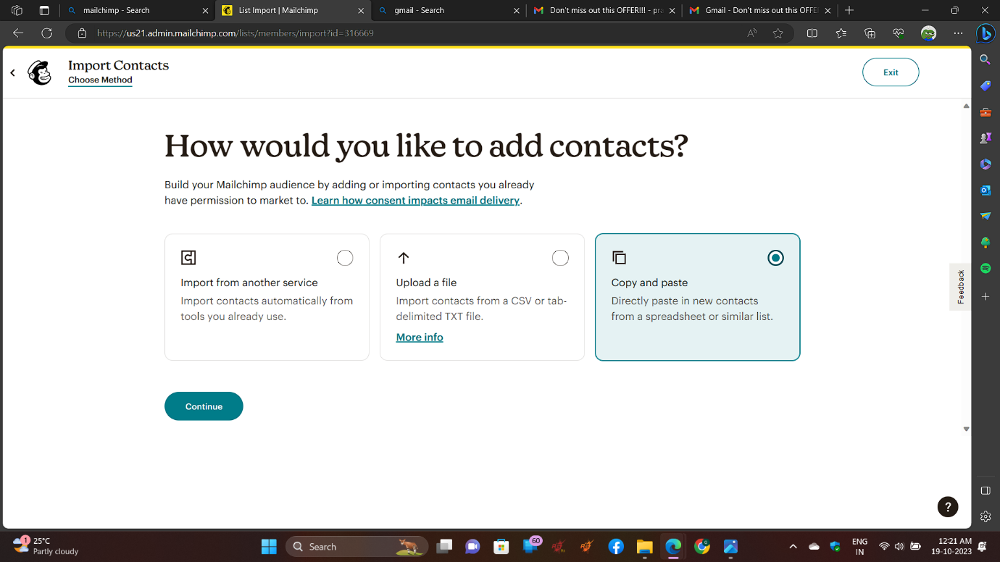 mailchimp - Search
List Import | Mailchimp
gmail - Search
Don't miss out this OFFER!!! - pra
Gmail - Don't miss out this OFFE
https://us21.admin.mailchimp.com/lists/members/import?id=316669
Import Contacts
Choose Method
Exit
How would you like to add contacts?
Build your Mailchimp audience by adding or importing contacts you already
have permission to market to. Learn how consent impacts email delivery.
Import from another service
Import contacts automatically from
tools you already use.
Upload a file
Import contacts from a CSV or tab-
delimited TXT file.
More info
Copy and paste
Directly paste in new contacts
from a spreadsheet or similar list.
Feedback
Continue
?
1
25°C
Partly cloudy
Search
60
ENG
IN
12:21 AM
19-10-2023